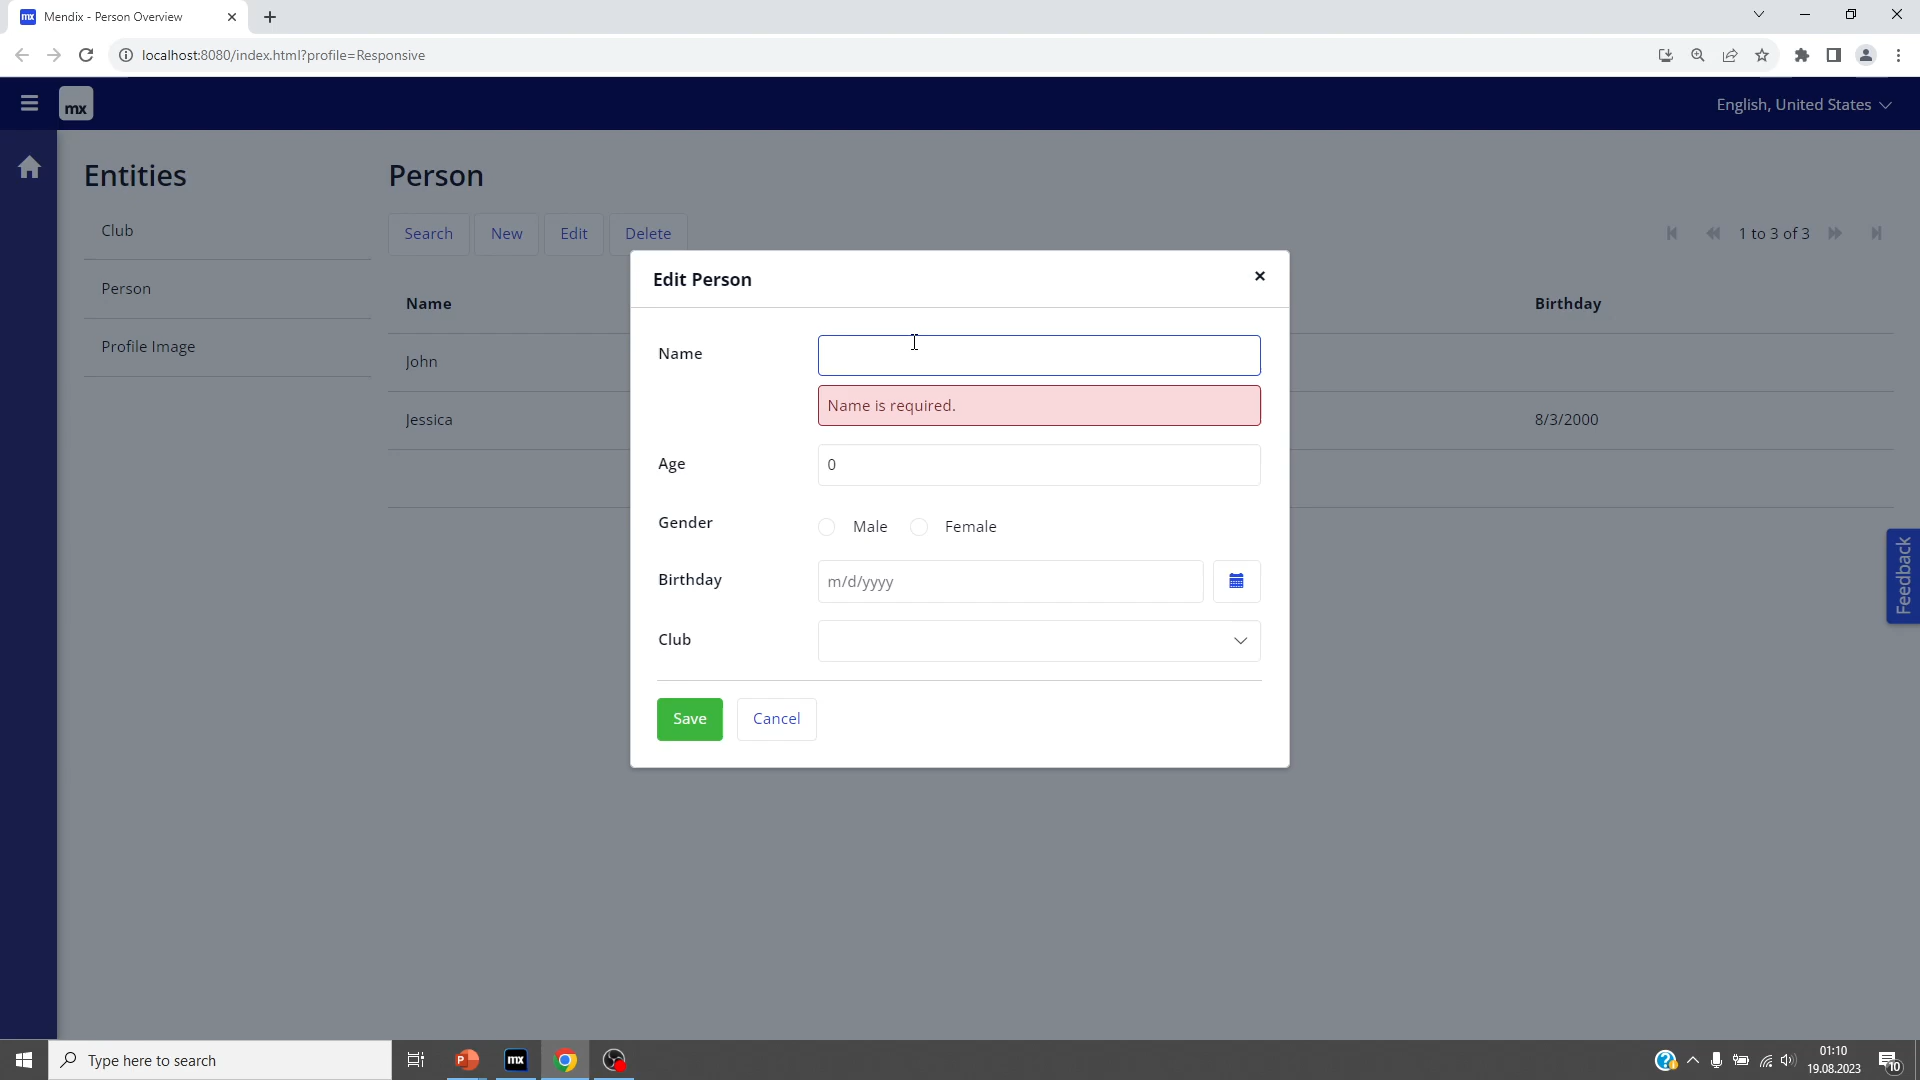 mx Mendix - Person Overview
localhost:8080/index.html?profile=Responsive
mx
English, United States
Entities
Club
Person
Profile Image
Person
Search New Edit Delete
1 to 3 of 3
Name
Birthday
John
Jessica
8/3/2000
Edit Person
Name
Name is required.
Age
0
Gender
Male Female
Birthday
m/d/yyyy
Club
Save Cancel
Feedback
Type here to search
P
mx
01:10
19.08.2023
10